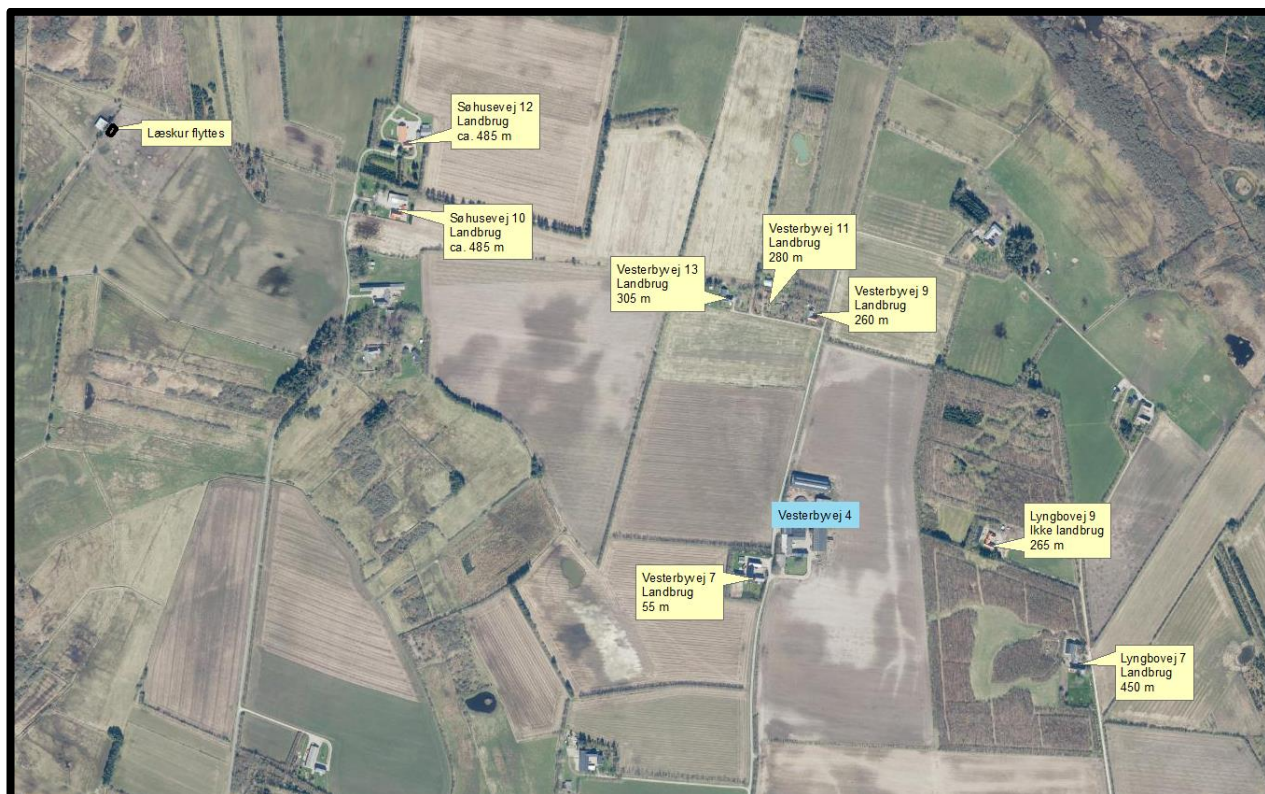 Læskur flyttes
Søhusevej 12
Landbrug
ca. 485 m
Søhusevej 10
Landbrug
ca. 485 m
Vesterbyvej 11
Landbrug
280 m
Vesterbyvej 13
Landbrug
305 m
Vesterbyvej 9
Landbrug
260 m
Vesterbyvej 4
Lyngbovej 9
Ikke landbrug
265 m
Vesterbyvej 7
Landbrug
55 m
Lyngbovej 7
Landbrug
450 m